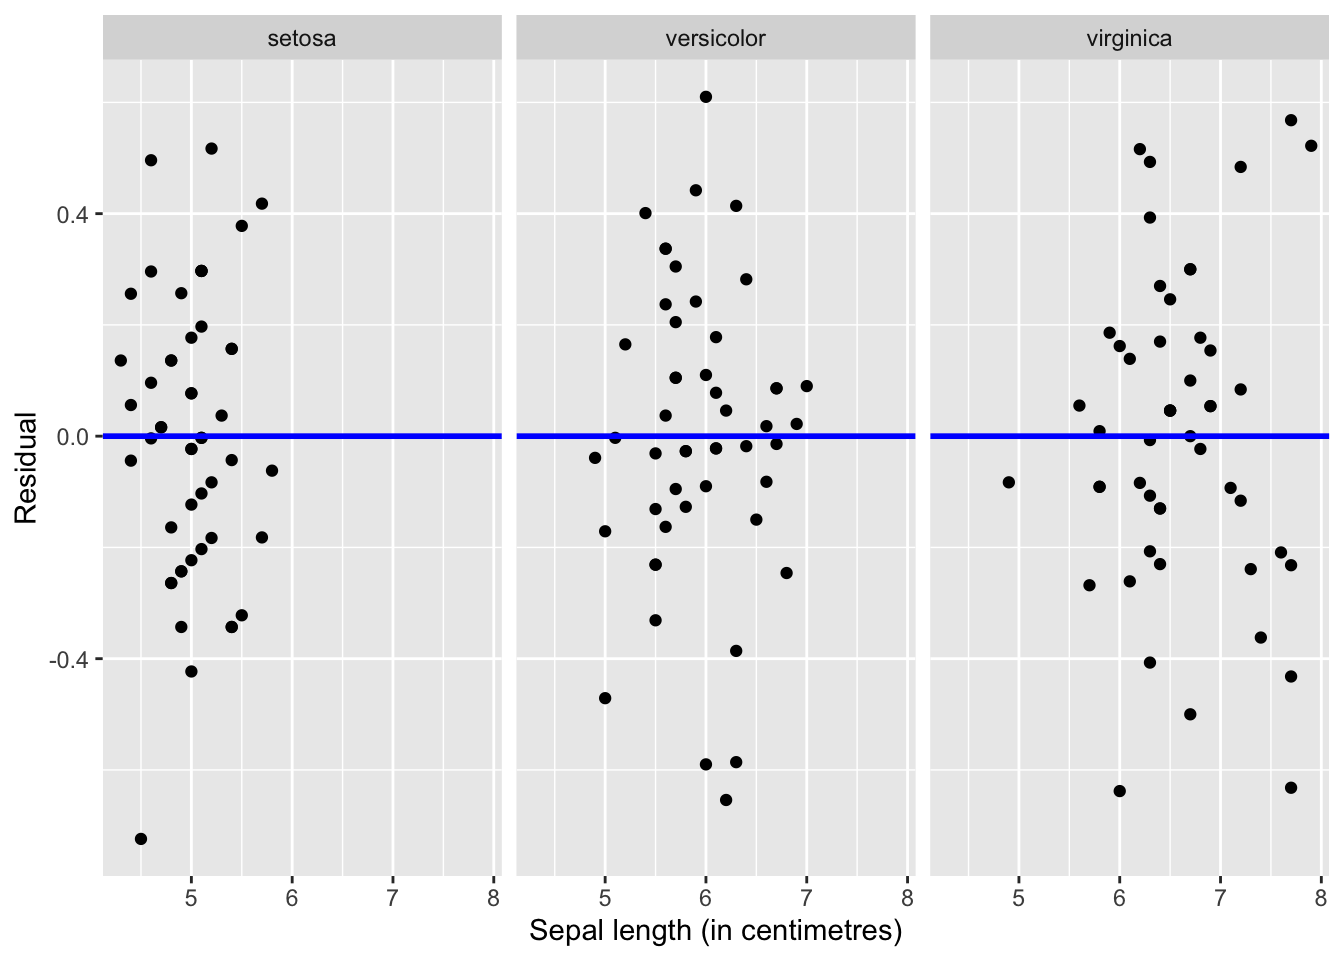 setosa
versicolor
virginica
Residual
0.4
0.0
-0.4
5 6 7 8
5 6 7 8
5 6 7 8
Sepal length (in centimetres)